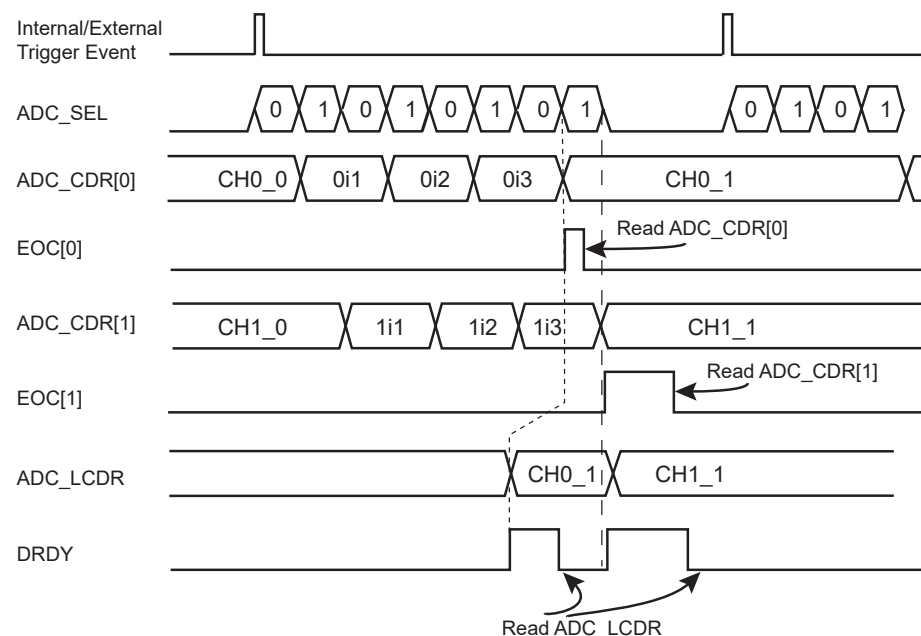 Internal/External
Trigger Event
ADC_SEL 0 1 0 1 0 1 0 1 0 1 0 1
ADC_CDR[0] CH0_0 0i1 0i2 0i3 CH0_1
EOC[0] Read ADC_CDR[0]
ADC_CDR[1] CH1_0 1i1 1i2 1i3 CH1_1
EOC[1] Read ADC_CDR[1]
ADC_LCDR CH0_1 CH1_1
DRDY
Read ADC_LCDR